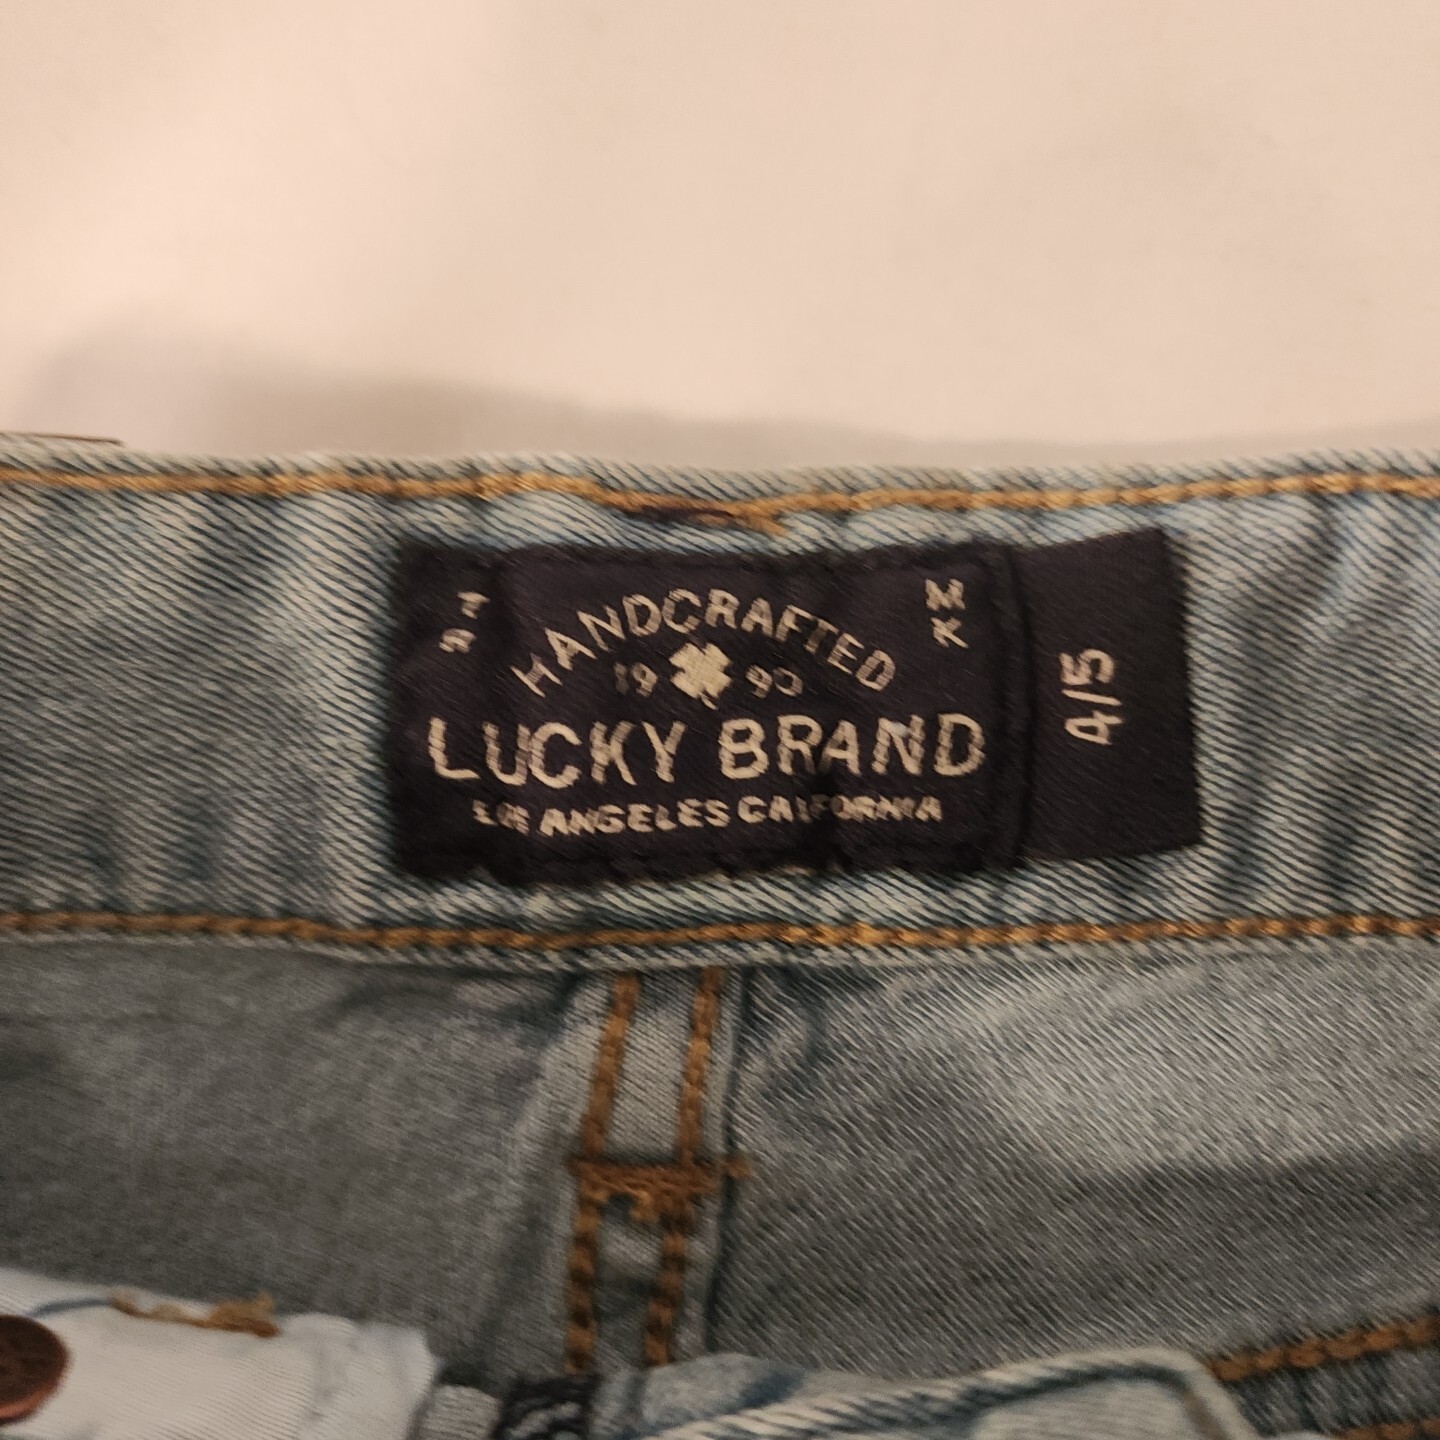 HANDCRAFTED
19 90
LUCKY BRAND
LOS ANGELES CALIFORNIA
M
K
4/5